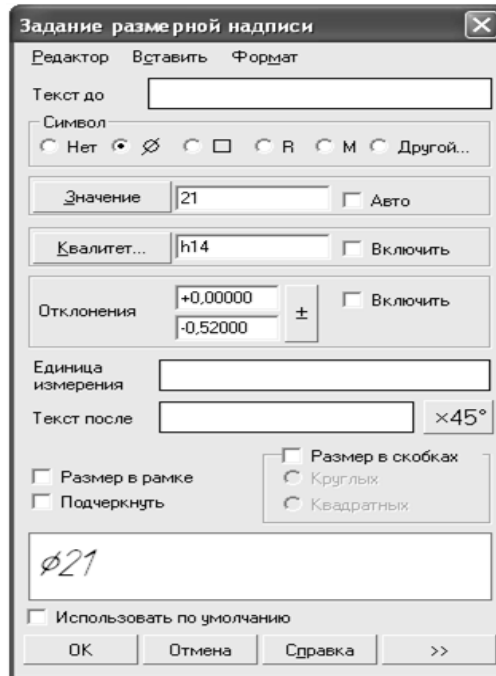 Задание размерной надписи
Редактор Вставить Формат
Текст до
Символ
Нет Ø □ R M Другой...
Значение 21 Авто
Квалитет... h14 Включить
Отклонения +0,00000 ± Включить
-0,52000
Единица
измерения
Текст после ×45°
Размер в скобках
Размер в рамке Круглых
Подчеркнуть Квадратных
Ø21
Использовать по умолчанию
OK Отмена Справка >>